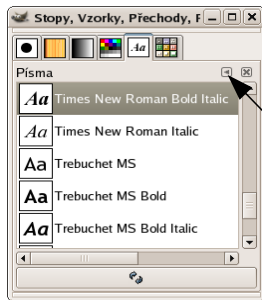 Stopy, Vzorky, Přechody, F
Aa
Písma
Aa Times New Roman Bold Italic
Aa Times New Roman Italic
Aa Trebuchet MS
Aa Trebuchet MS Bold
Aa Trebuchet MS Bold Italic